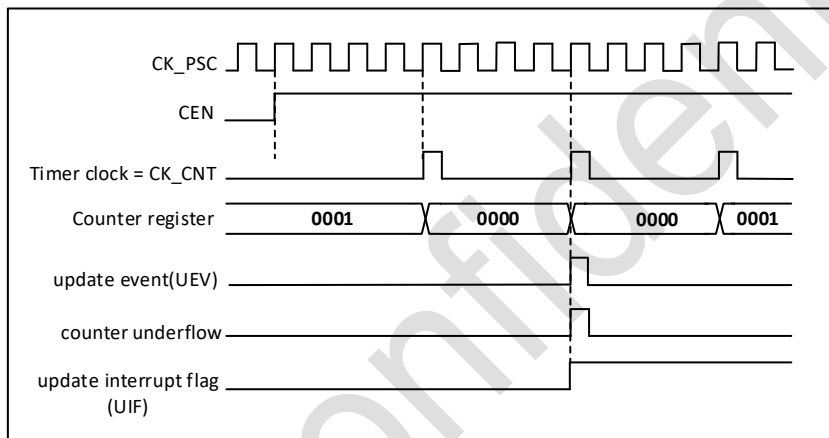 CK_PSC
CEN
Timer clock = CK_CNT
Counter register 0001 0000 0000 0001
update event(UEV)
counter underflow
update interrupt flag
(UIF)
onfiden